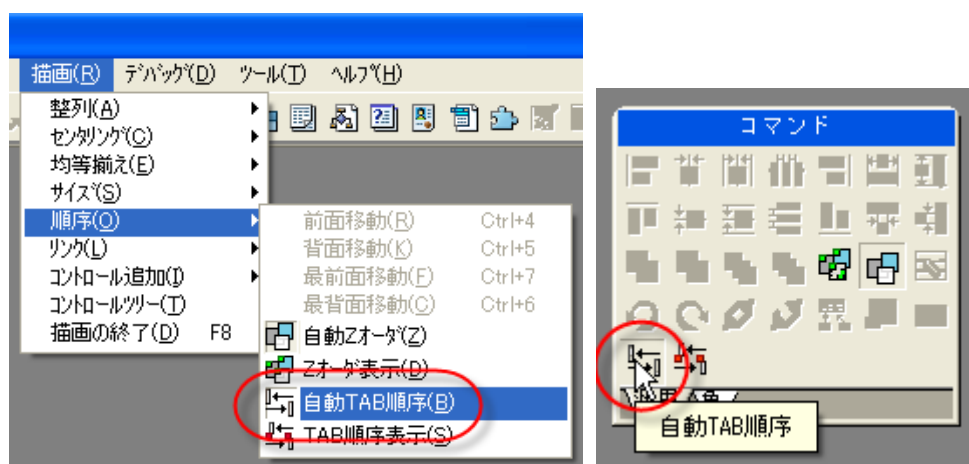 描画(R) デバッグ(D) ツール(T) ヘルプ(H)
整列(A)
センタリング(C)
均等揃え(E)
サイズ(S)
順序(O)
リンク(L)
コントロール追加(I)
コントロールツリー(T)
描画の終了(D) F8
前面移動(R) Ctrl+4
背面移動(K) Ctrl+5
最前面移動(F) Ctrl+7
最背面移動(C) Ctrl+6
自動Zオーダ(Z)
Zオーダ表示(D)
自動TAB順序(B)
TAB順序表示(S)
コマンド
自動TAB順序